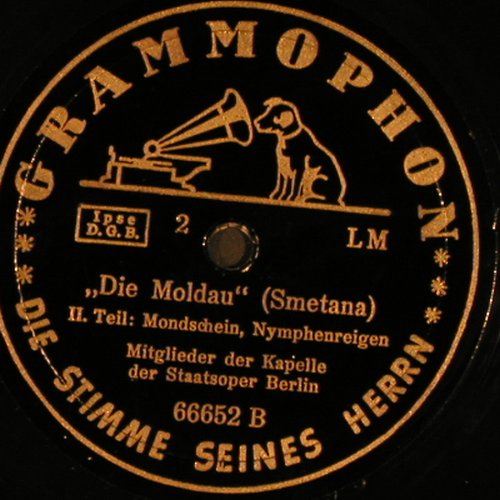 GRAMMOPHON
Ipse
D.G.B.
2
LM
„Die Moldau“ (Smetana)
II. Teil: Mondschein, Nymphenreigen
Mitglieder der Kapelle
der Staatsoper Berlin
66652 B
DIE STIMME SEINES HERRN